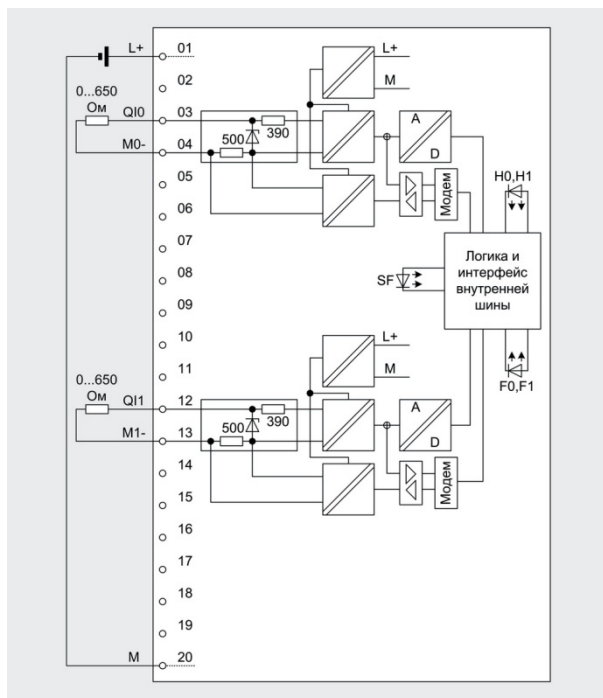 L+ 01 L+
02 M
0...650
Ом QI0 03 390 A
M0- 04 500 D
05 Модем H0,H1
06
07
Логика и
интерфейс
внутренней
шины
08 SF
09
10 L+
11 M F0,F1
0...650
Ом QI1 12 390 A
M1- 13 500 D
14 Модем
15
16
17
18
19
M 20